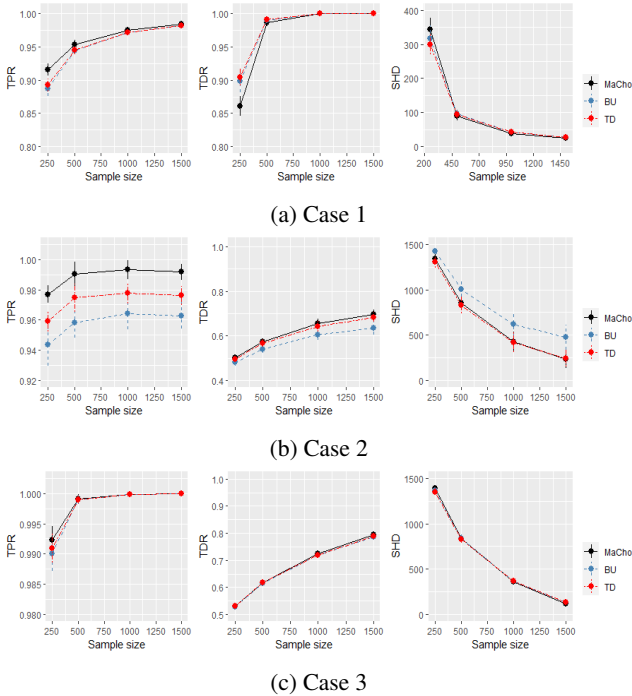 TPR
1.00
0.95
0.90
0.85
0.80
250 500 750 1000 1250 1500
Sample size
TDR
1.00
0.95
0.90
0.85
0.80
250 500 750 1000 1250 1500
Sample size
SHD
400
300
200
100
0
200 450 700 950 1200 1450
Sample size
MaCho
BU
TD
(a) Case 1
TPR
1.00
0.98
0.96
0.94
0.92
250 500 750 1000 1250 1500
Sample size
TDR
1.0
0.8
0.6
0.4
250 500 750 1000 1250 1500
Sample size
SHD
1500
1000
500
0
250 500 750 1000 1250 1500
Sample size
MaCho
BU
TD
(b) Case 2
TPR
1.000
0.995
0.990
0.985
0.980
250 500 750 1000 1250 1500
Sample size
TDR
1.0
0.9
0.8
0.7
0.6
0.5
250 500 750 1000 1250 1500
Sample size
SHD
1500
1000
500
0
250 500 750 1000 1250 1500
Sample size
MaCho
BU
TD
(c) Case 3